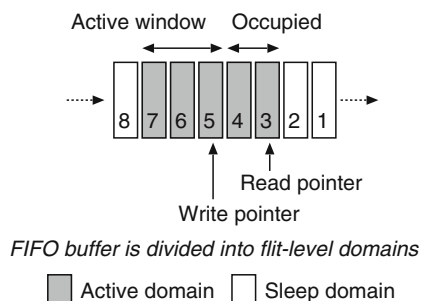 Active window Occupied
8 7 6 5 4 3 2 1
Read pointer
Write pointer
FIFO buffer is divided into flit-level domains
Active domain Sleep domain